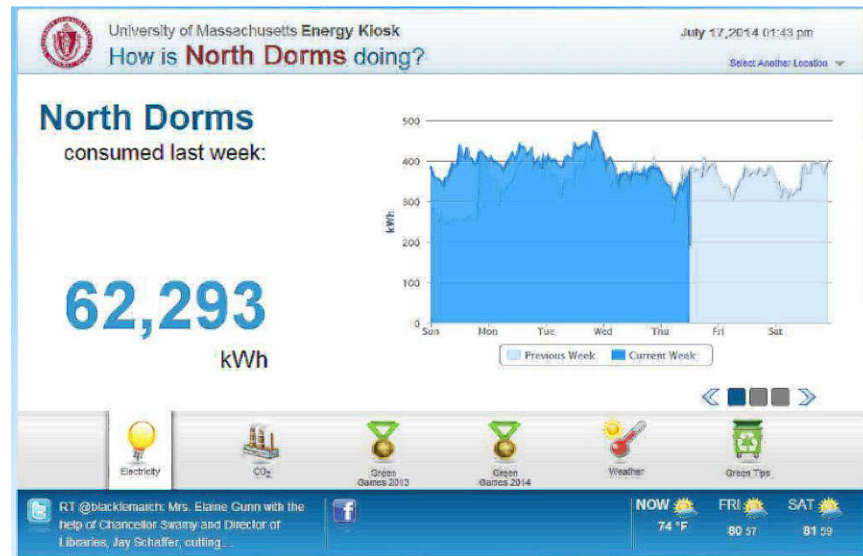 University of Massachusetts Energy Kiosk
How is North Dorms doing?
July 17,2014 01:43 pm
Select Another Location
North Dorms
consumed last week:
62,293
kWh
500
400
300
200
100
0
kWh
Sun Mon Tue Wed Thu Fri Sat
Previous Week Current Week
Electricity
CO₂
Green
Games 2013
Green
Games 2014
Weather
Green Tips
RT @blacklemarch: Mrs. Elaine Gunn with the
help of Chancellor Swamy and Director of
Libraries, Jay Schaffer, cutting...
NOW
74 °F
FRI
80 57
SAT
81 59